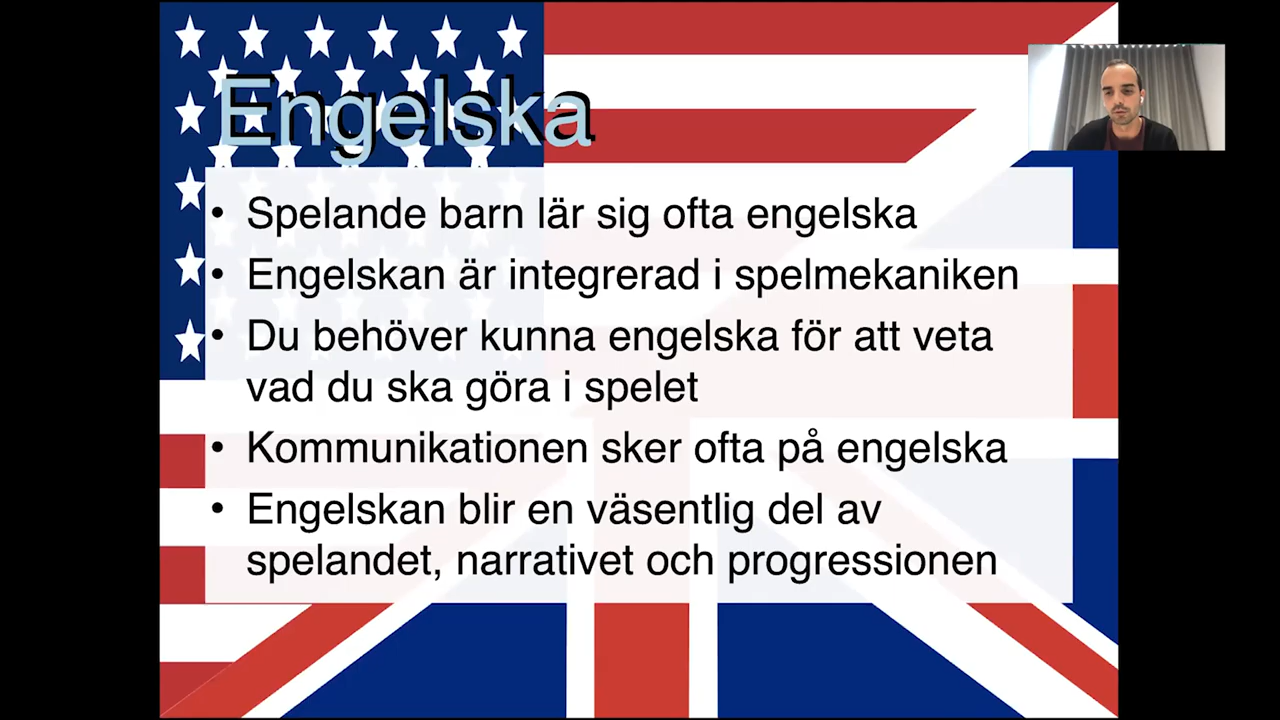 Engelska
• Spelande barn lär sig ofta engelska
• Engelskan är integrerad i spelmekaniken
• Du behöver kunna engelska för att veta
vad du ska göra i spelet
• Kommunikationen sker ofta på engelska
• Engelskan blir en väsentlig del av
spelandet, narrativet och progressionen